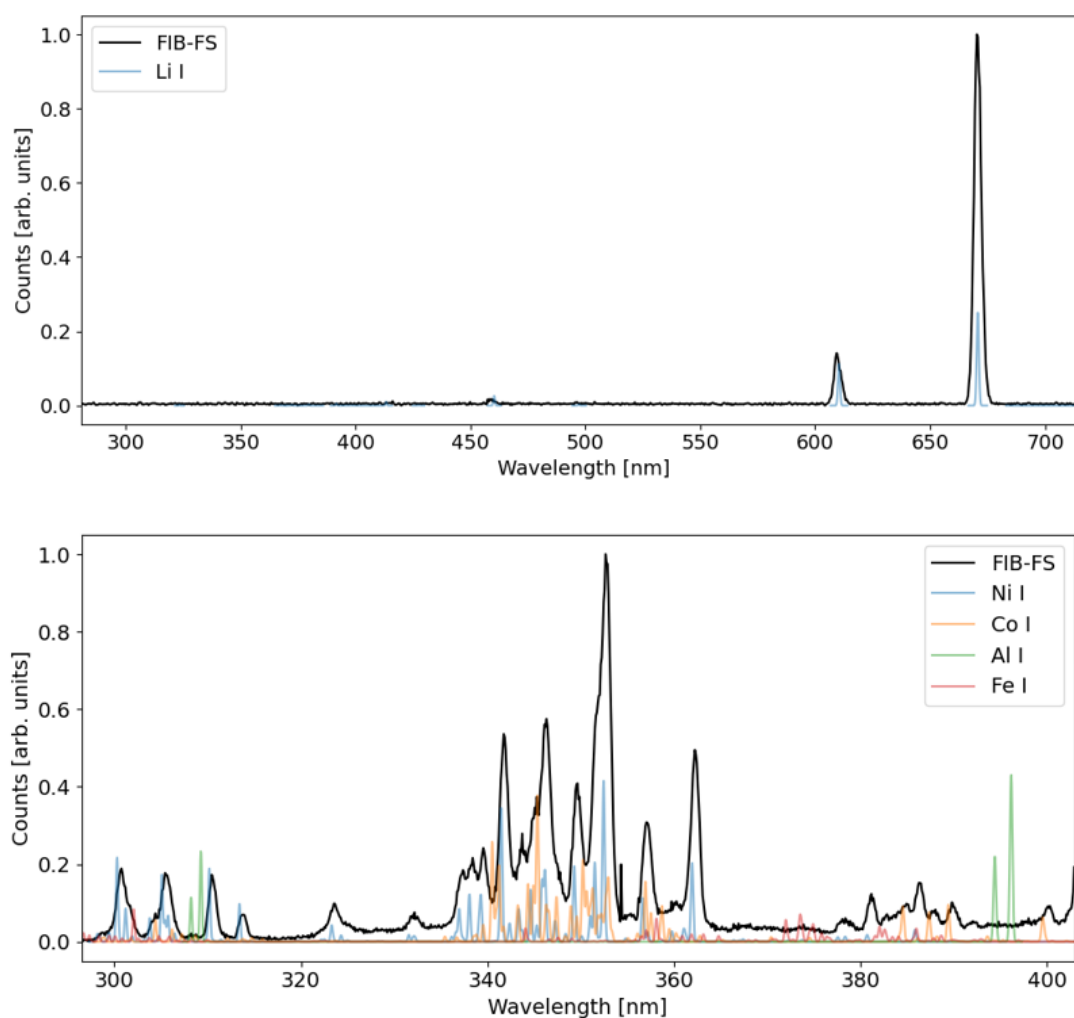 1.0
0.8
0.6
0.4
0.2
0.0
Counts [arb. units]
FIB-FS
Li I
300 350 400 450 500 550 600 650 700
Wavelength [nm]
1.0
0.8
0.6
0.4
0.2
0.0
Counts [arb. units]
FIB-FS
Ni I
Co I
Al I
Fe I
300 320 340 360 380 400
Wavelength [nm]